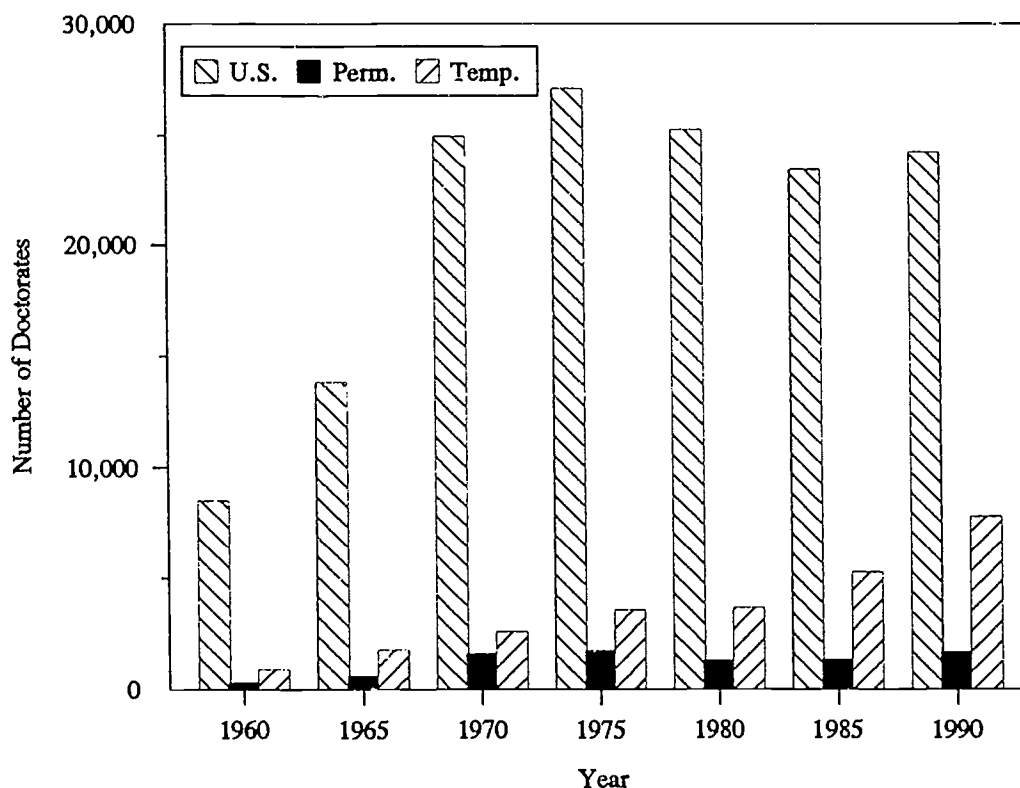 30,000
U.S. Perm. Temp.
20,000
Number of Doctorates
10,000
0
1960 1965 1970 1975 1980 1985 1990
Year